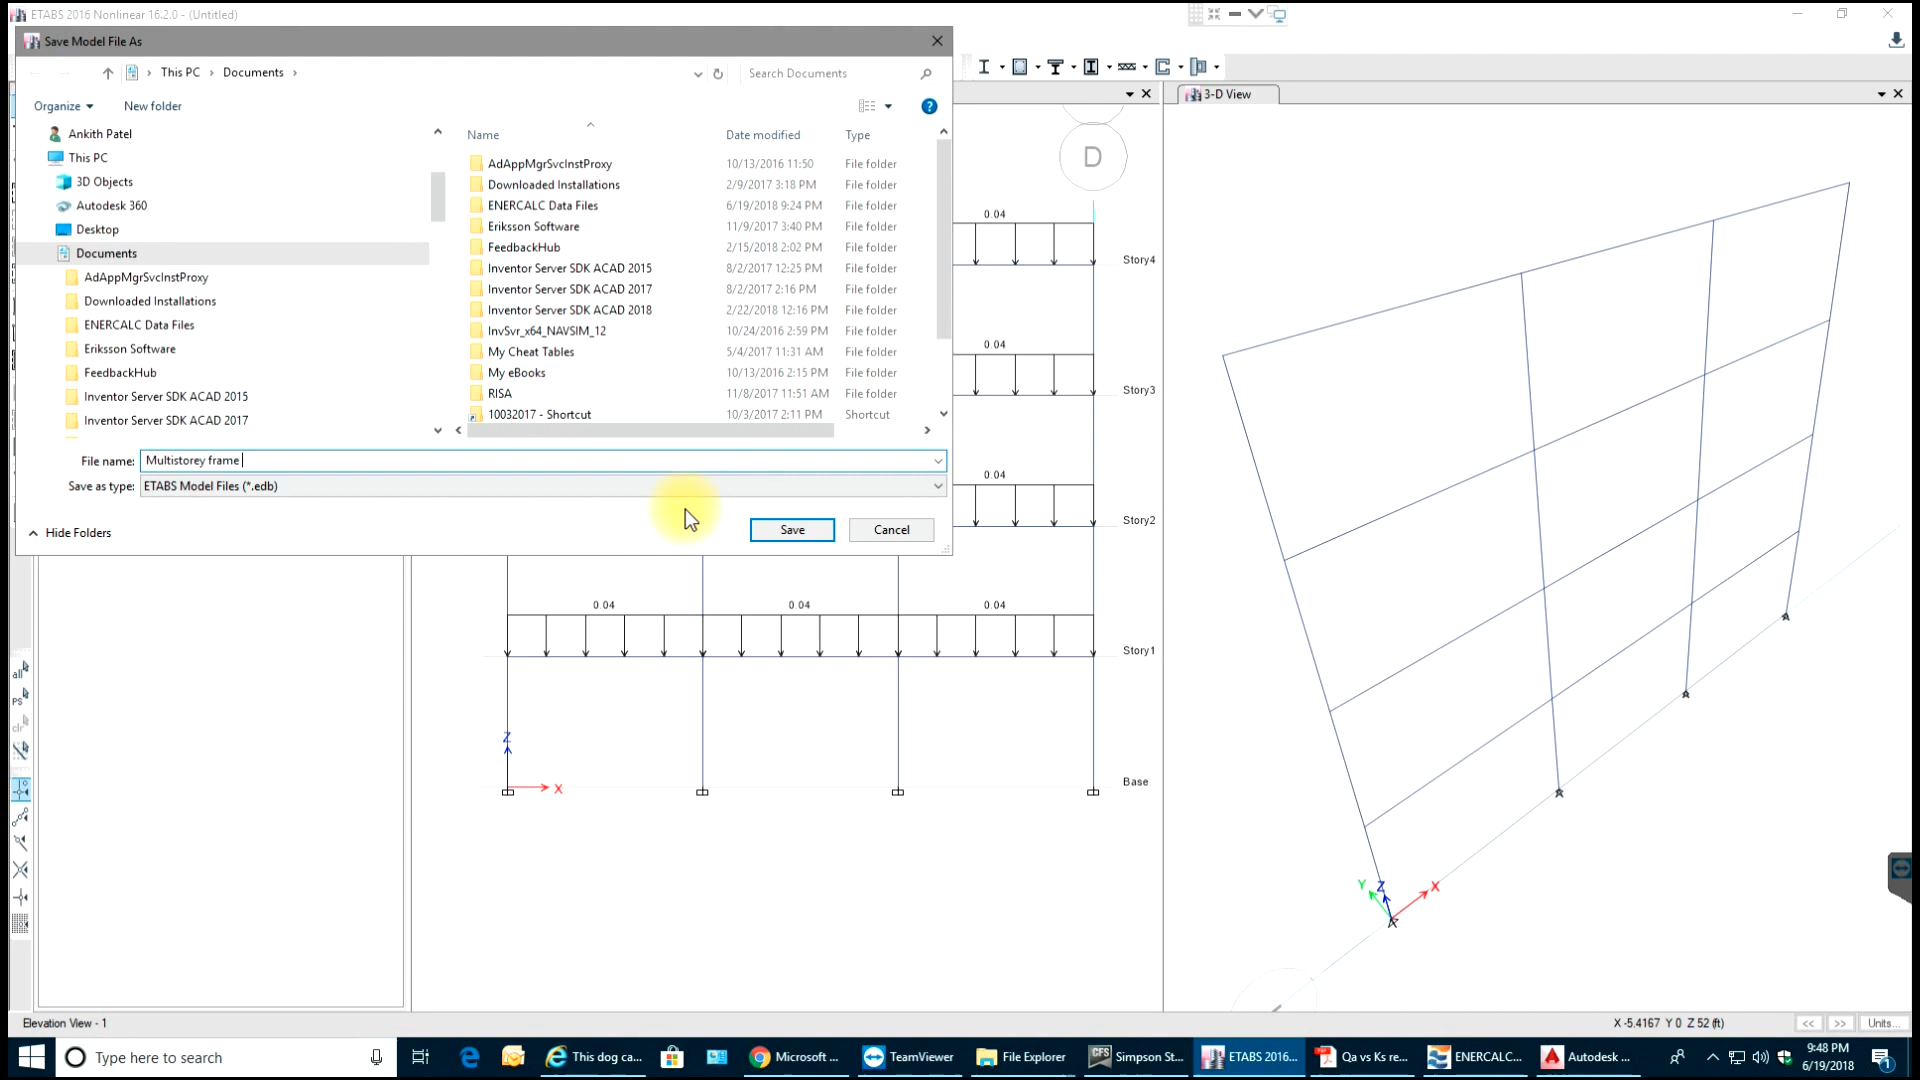 ETABS 2016 Nonlinear 16.2.0 - (Untitled)
Save Model File As
This PC > Documents >
Search Documents
Organize
New folder
?
3-D View
Ankith Patel
This PC
3D Objects
Autodesk 360
Desktop
Documents
AdAppMgrSvcInstProxy
Downloaded Installations
ENERCALC Data Files
Eriksson Software
FeedbackHub
Inventor Server SDK ACAD 2015
Inventor Server SDK ACAD 2017
Name Date modified Type
AdAppMgrSvcInstProxy 10/13/2016 11:50 File folder
Downloaded Installations 2/9/2017 3:18 PM File folder
ENERCALC Data Files 6/19/2018 9:24 PM File folder
Eriksson Software 11/9/2017 3:40 PM File folder
FeedbackHub 2/15/2018 2:02 PM File folder
Inventor Server SDK ACAD 2015 8/2/2017 12:25 PM File folder
Inventor Server SDK ACAD 2017 8/2/2017 2:16 PM File folder
Inventor Server SDK ACAD 2018 2/22/2018 12:16 PM File folder
InvSvr_x64_NAVSIM_12 10/24/2016 2:59 PM File folder
My Cheat Tables 5/4/2017 11:31 AM File folder
My eBooks 10/13/2016 2:15 PM File folder
RISA 11/8/2017 11:51 AM File folder
10032017 - Shortcut 10/3/2017 2:11 PM Shortcut
File name: Multistorey frame
Save as type: ETABS Model Files (*.edb)
Hide Folders
Save
Cancel
D
0.04
Story4
0.04
Story3
0.04
Story2
0.04 0.04 0.04
Story1
Z
X
Base
Y Z X
all
ps
clr
Elevation View - 1
X -5.4167 Y 0 Z 52 (ft)
<< >> Units...
Type here to search
This dog ca...
Microsoft ...
TeamViewer
File Explorer
CFS
Simpson St...
ETABS 2016...
Qa vs Ks re...
ENERCALC...
Autodesk ...
9:48 PM
6/19/2018
1